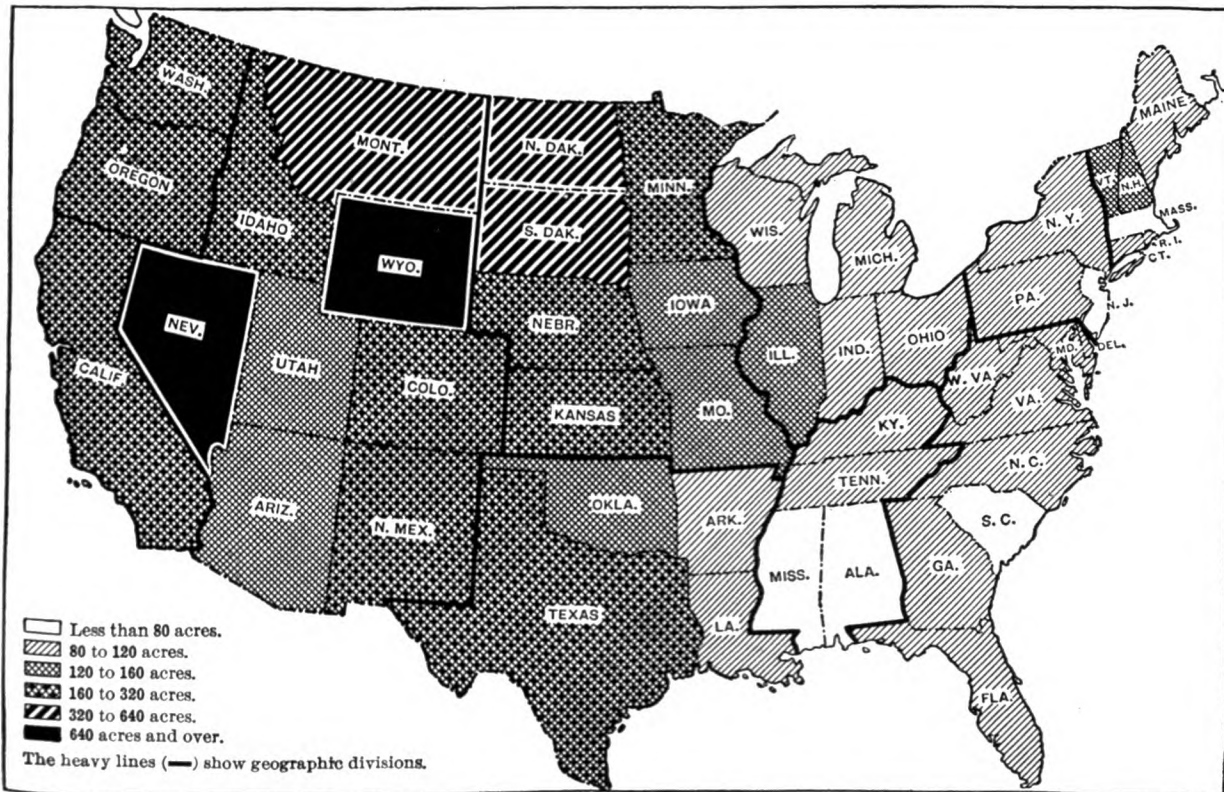 WASH.
OREGON
CALIF.
NEV.
IDAHO
MONT.
WYO.
UTAH
ARIZ.
COLO.
N. MEX.
N. DAK.
S. DAK.
NEBR.
KANSAS
OKLA.
TEXAS
MINN.
IOWA
MO.
ARK.
LA.
WIS.
ILL.
MICH.
IND.
OHIO
KY.
TENN.
MISS.
ALA.
GA.
FLA.
S. C.
N. C.
VA.
W. VA.
MD.
DEL.
PA.
N. J.
N. Y.
CT.
R. I.
MASS.
VT.
N.H.
MAINE
Less than 80 acres.
80 to 120 acres.
120 to 160 acres.
160 to 320 acres.
320 to 640 acres.
640 acres and over.
The heavy lines (━) show geographic divisions.